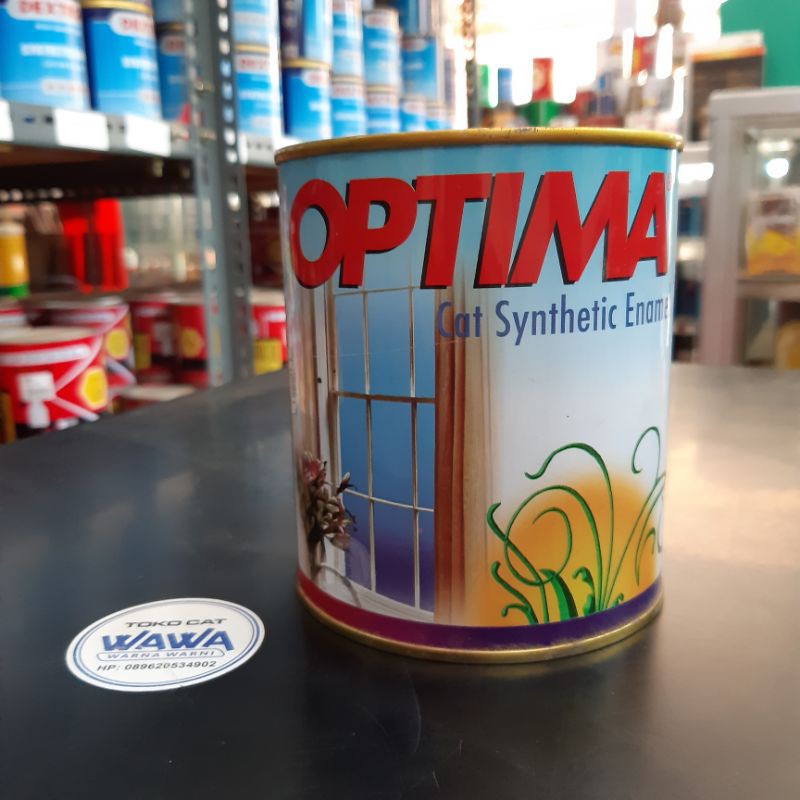 OPTIMA
Cat Synthetic Ename
TOKO CAT
WAWA
WARNA WARNI
HP: 089620534902